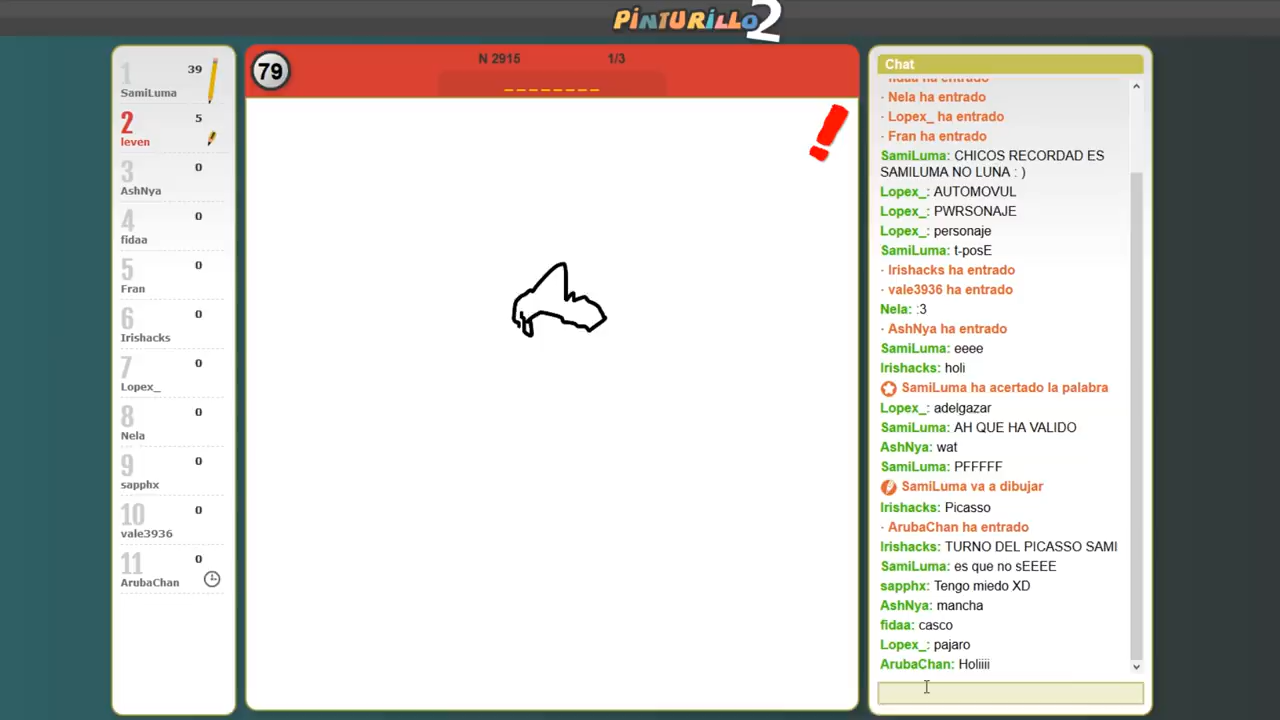 PiNTURiLLO 2
1 39
SamiLuma
2 5
leven
3 0
AshNya
4 0
fidaa
5 0
Fran
6 0
Irishacks
7 0
Lopex_
8 0
Nela
9 0
sapphx
10 0
vale3936
11 0
ArubaChan
79
N 2915 1/3
_ _ _ _ _ _ _ _
!
Chat
· fidaa ha entrado
· Nela ha entrado
· Lopex_ ha entrado
· Fran ha entrado
SamiLuma: CHICOS RECORDAD ES
SAMILUMA NO LUNA : )
Lopex_: AUTOMOVUL
Lopex_: PWRSONAJE
Lopex_: personaje
SamiLuma: t-posE
· Irishacks ha entrado
· vale3936 ha entrado
Nela: :3
· AshNya ha entrado
SamiLuma: eeee
Irishacks: holi
SamiLuma ha acertado la palabra
Lopex_: adelgazar
SamiLuma: AH QUE HA VALIDO
AshNya: wat
SamiLuma: PFFFFF
SamiLuma va a dibujar
Irishacks: Picasso
· ArubaChan ha entrado
Irishacks: TURNO DEL PICASSO SAMI
SamiLuma: es que no sEEEE
sapphx: Tengo miedo XD
AshNya: mancha
fidaa: casco
Lopex_: pajaro
ArubaChan: Holiiii